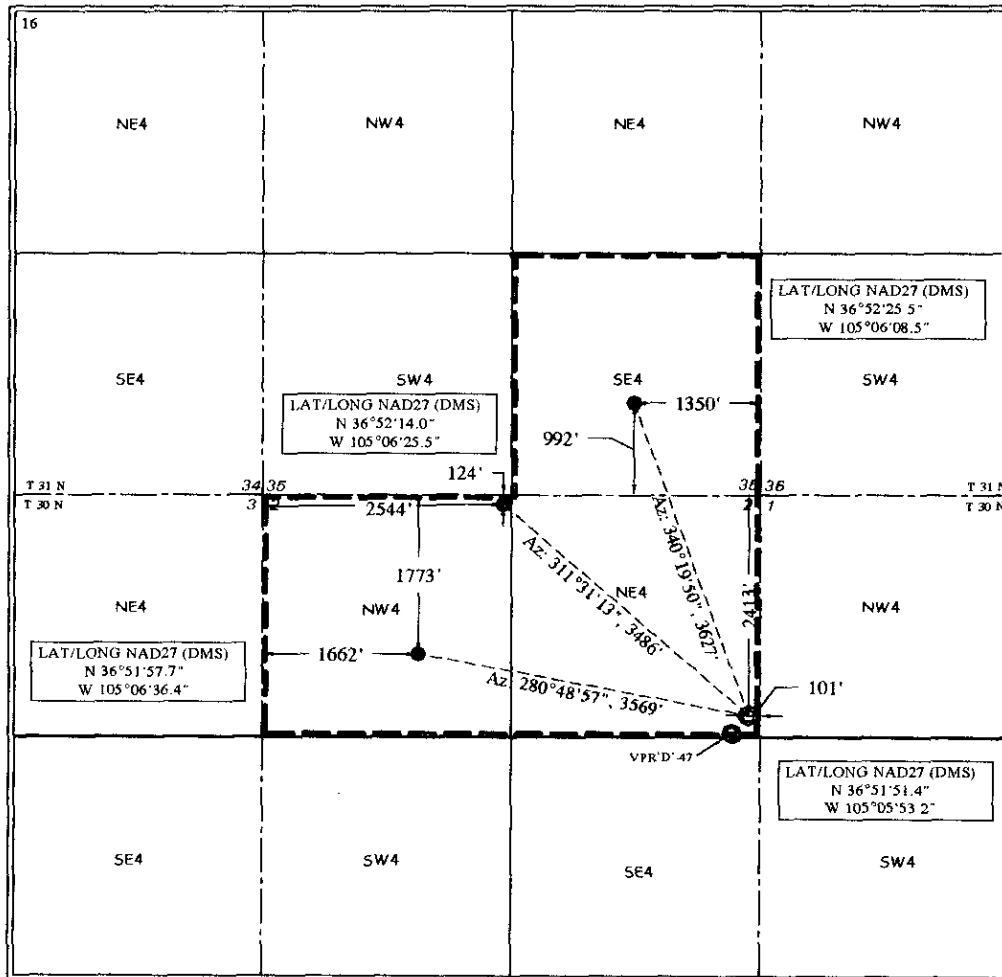 16
NE4
NW4
NE4
NW4
LAT/LONG NAD27 (DMS)
N 36°52'25 5"
W 105°06'08.5"
SE4
SW4
SE4
SW4
LAT/LONG NAD27 (DMS)
N 36°52'14.0"
W 105°06'25.5"
1350'
992'
124'
T 31 N
34 35
35 36
T 31 N
T 30 N
3
2 1
T 30 N
2544'
Az: 311°31'13", 3486'
Az: 340°19'50", 3627'
2413'
1773'
NE4
NW4
NE4
NW4
LAT/LONG NAD27 (DMS)
N 36°51'57.7"
W 105°06'36.4"
1662'
Az: 280°48'57", 3569'
101'
VPR'D'-47
LAT/LONG NAD27 (DMS)
N 36°51'51.4"
W 105°05'53 2"
SE4
SW4
SE4
SW4